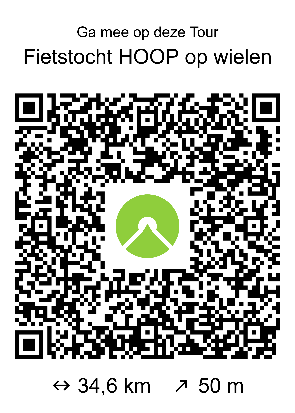 Ga mee op deze Tour
Fietstocht HOOP op wielen
↔ 34,6 km ↗ 50 m